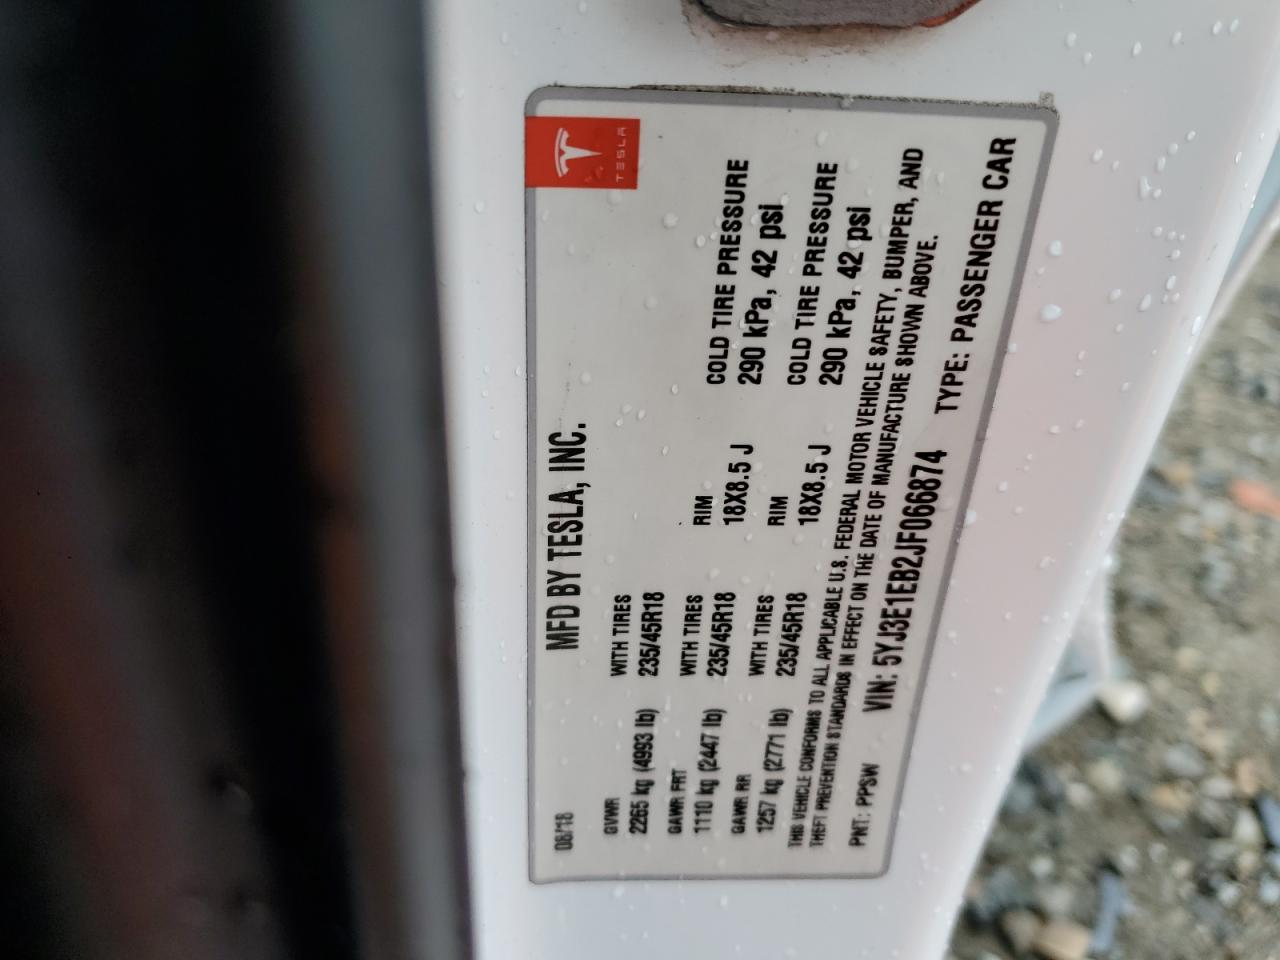 TESLA
08/18
MFD BY TESLA, INC.
GVWR
2265 kg (4993 lb)
WITH TIRES
235/45R18
GAWR FRT
1110 kg (2447 lb)
WITH TIRES
235/45R18
RIM
18X8.5 J
COLD TIRE PRESSURE
290 kPa, 42 psi
GAWR RR
1257 kg (2771 lb)
WITH TIRES
235/45R18
RIM
18X8.5 J
COLD TIRE PRESSURE
290 kPa, 42 psi
THIS VEHICLE CONFORMS TO ALL APPLICABLE U.S. FEDERAL MOTOR VEHICLE SAFETY, BUMPER, AND
THEFT PREVENTION STANDARDS IN EFFECT ON THE DATE OF MANUFACTURE SHOWN ABOVE.
PNT: PPSW VIN: 5YJ3E1EB2JF066874 TYPE: PASSENGER CAR